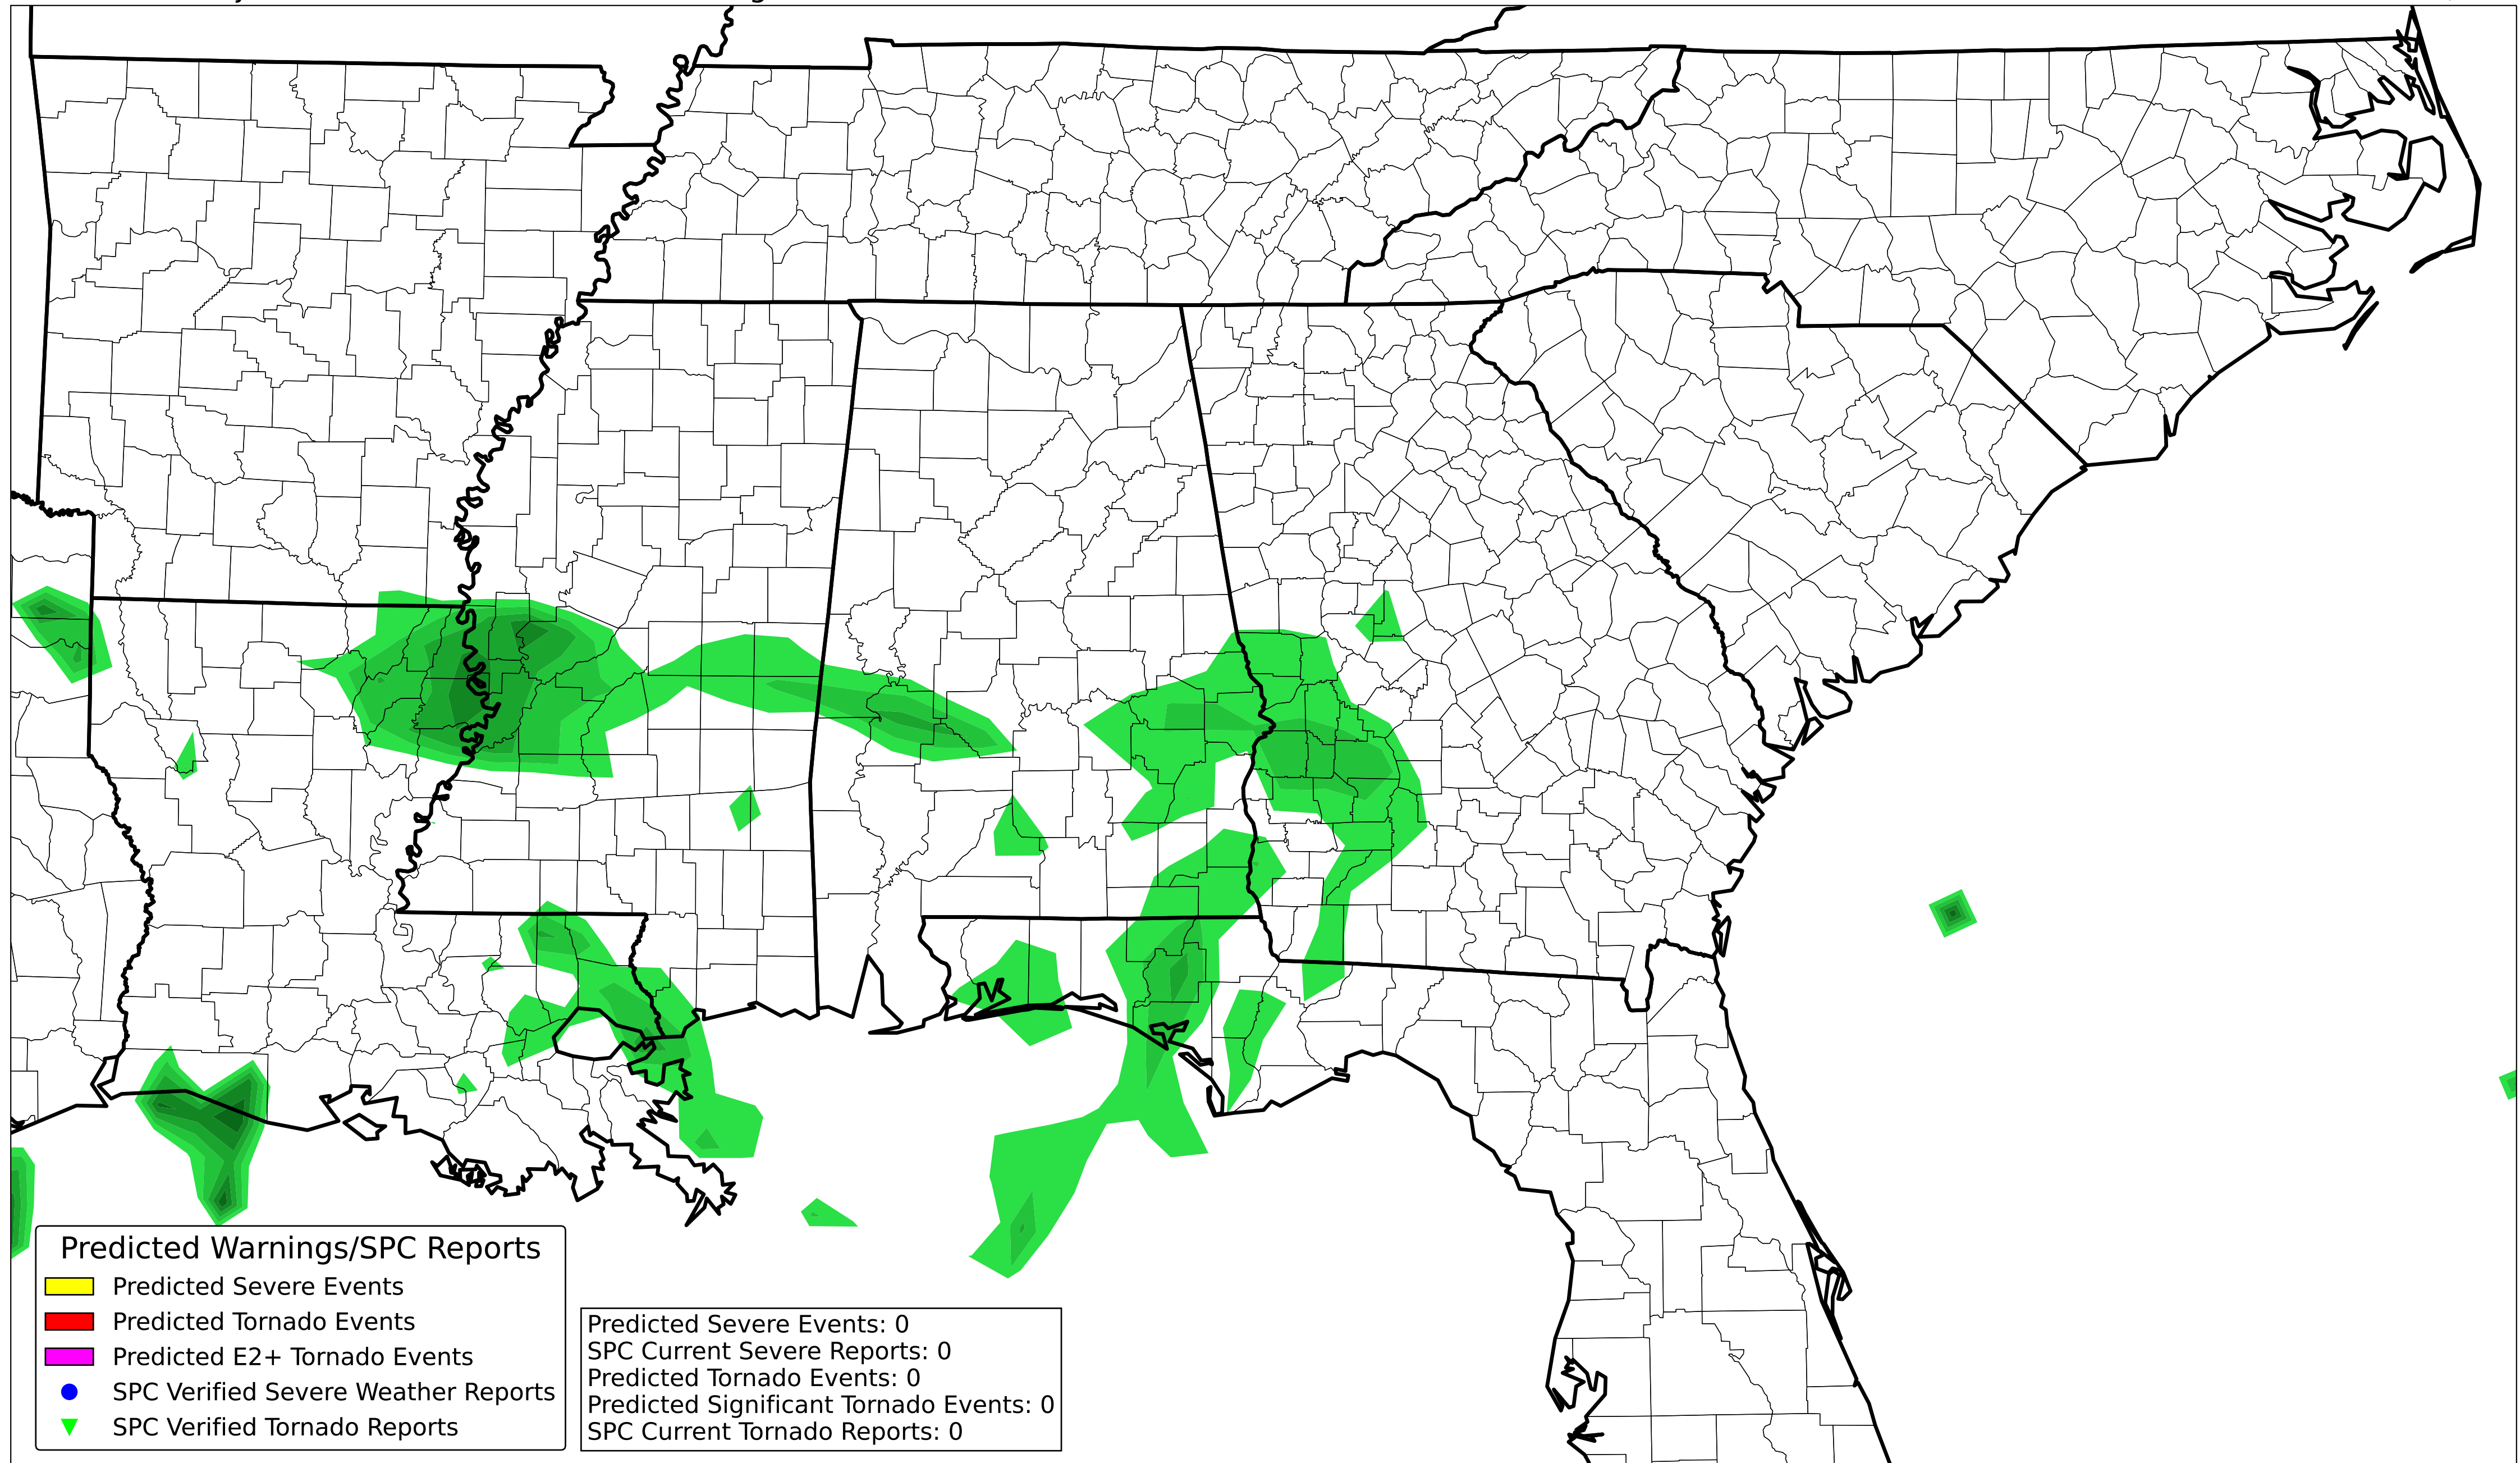 Predicted Warnings/SPC Reports
Predicted Severe Events
Predicted Tornado Events
Predicted E2+ Tornado Events
SPC Verified Severe Weather Reports
SPC Verified Tornado Reports
Predicted Severe Events: 0
SPC Current Severe Reports: 0
Predicted Tornado Events: 0
Predicted Significant Tornado Events: 0
SPC Current Tornado Reports: 0